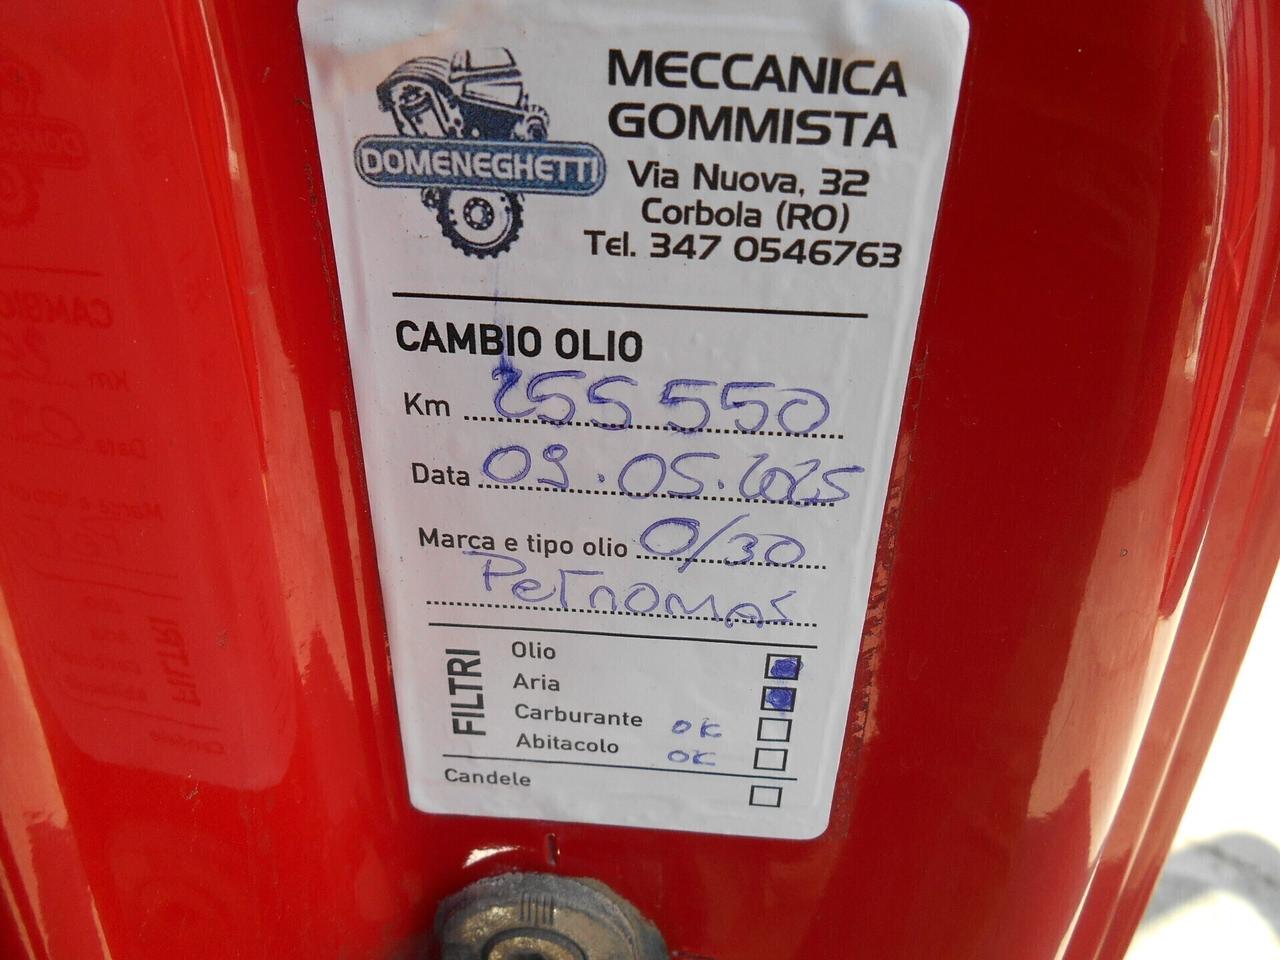 DOMENEGHETTI
MECCANICA
GOMMISTA
Via Nuova, 32
Corbola (RO)
Tel. 347 0546763
CAMBIO OLIO
Km 255 550
Data 09.05.2025
Marca e tipo olio 0/30
PETROMAS
FILTRI
Olio
Aria
Carburante OK
Abitacolo OK
Candele